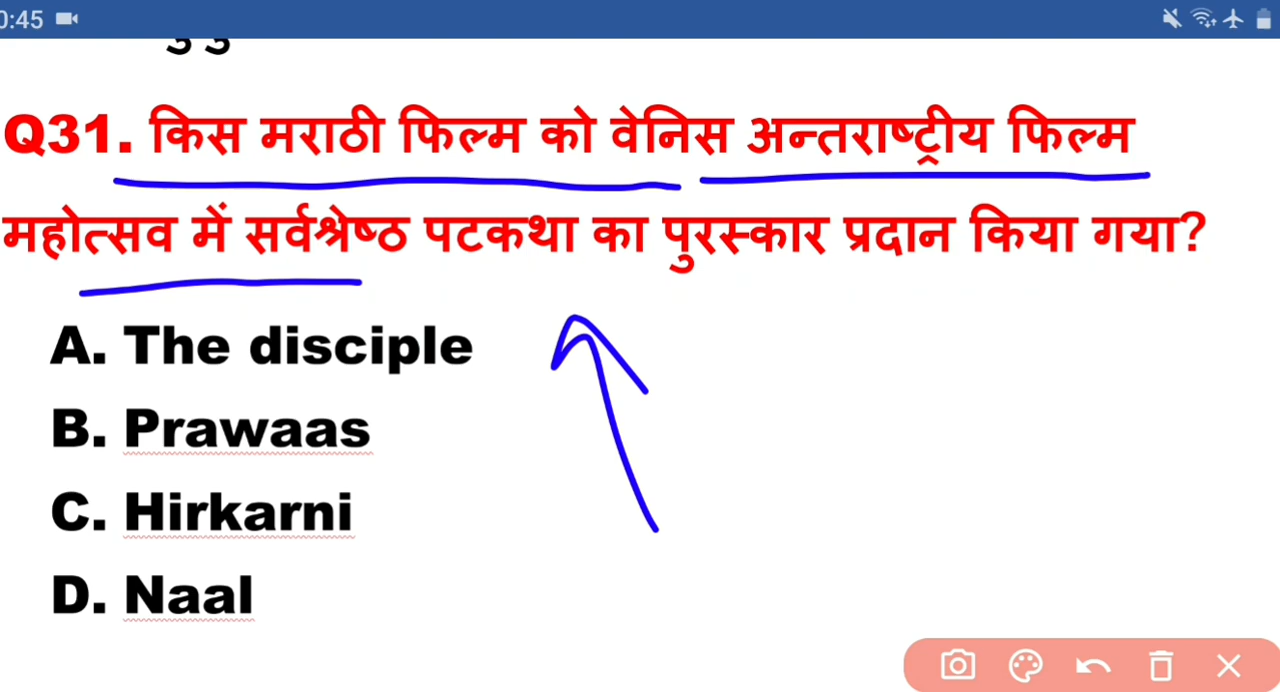 0:45
Q31. किस मराठी फिल्म को वेनिस अन्तराष्ट्रीय फिल्म
महोत्सव में सर्वश्रेष्ठ पटकथा का पुरस्कार प्रदान किया गया?
A. The disciple
B. Prawaas
C. Hirkarni
D. Naal